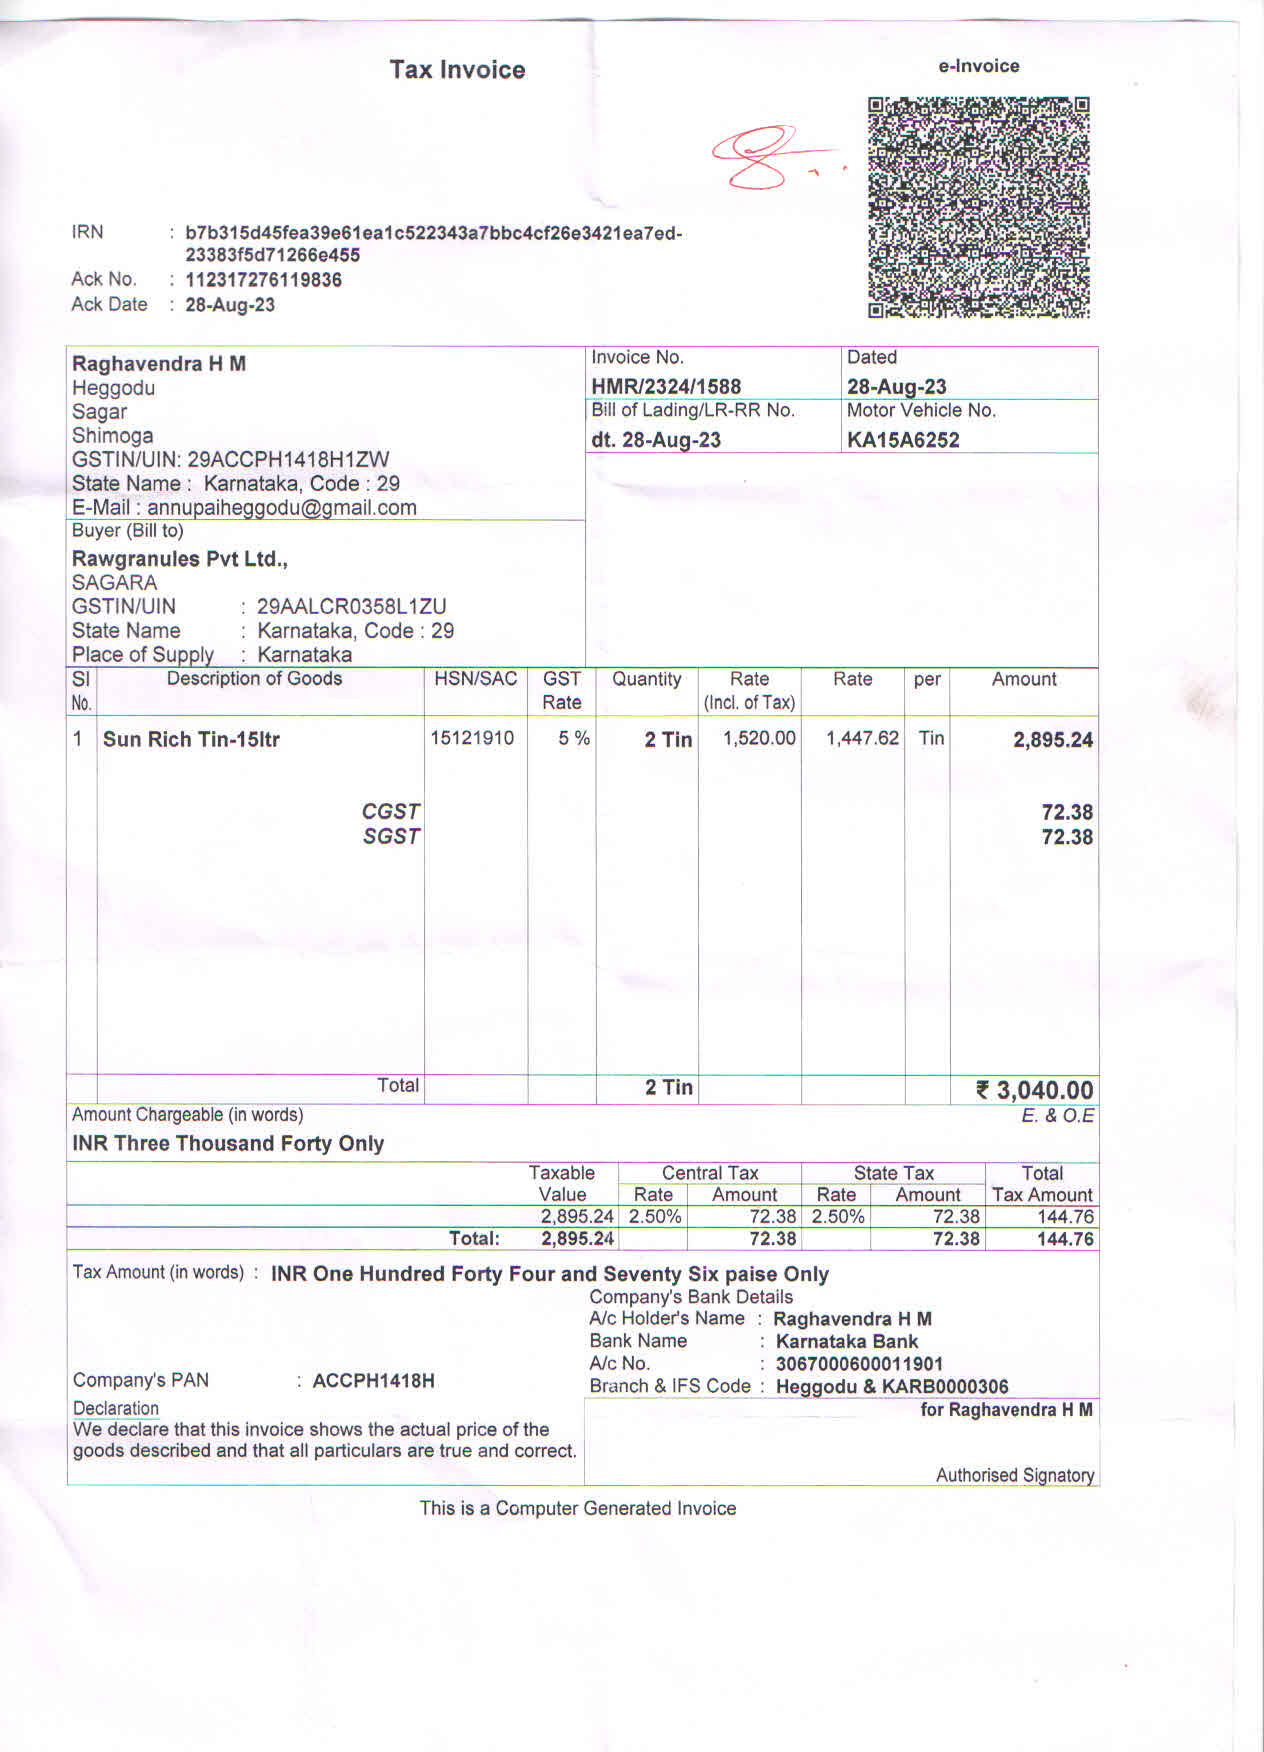 Tax Invoice
e-Invoice
IRN : b7b315d45fea39e61ea1c522343a7bbc4cf26e3421ea7ed-
23383f5d71266e455
Ack No. : 112317276119836
Ack Date : 28-Aug-23
Raghavendra H M
Heggodu
Sagar
Shimoga
GSTIN/UIN: 29ACCPH1418H1ZW
State Name : Karnataka, Code : 29
E-Mail : annupaiheggodu@gmail.com
Invoice No. Dated
HMR/2324/1588 28-Aug-23
Bill of Lading/LR-RR No. Motor Vehicle No.
dt. 28-Aug-23 KA15A6252
Buyer (Bill to)
Rawgranules Pvt Ltd.,
SAGARA
GSTIN/UIN : 29AALCR0358L1ZU
State Name : Karnataka, Code : 29
Place of Supply : Karnataka
Sl Description of Goods HSN/SAC GST Quantity Rate Rate per Amount
No. Rate (Incl. of Tax)
1 Sun Rich Tin-15ltr 15121910 5 % 2 Tin 1,520.00 1,447.62 Tin 2,895.24
CGST 72.38
SGST 72.38
Total 2 Tin ₹ 3,040.00
Amount Chargeable (in words) E. & O.E
INR Three Thousand Forty Only
Taxable Central Tax State Tax Total
Value Rate Amount Rate Amount Tax Amount
2,895.24 2.50% 72.38 2.50% 72.38 144.76
Total: 2,895.24 72.38 72.38 144.76
Tax Amount (in words) : INR One Hundred Forty Four and Seventy Six paise Only
Company's Bank Details
A/c Holder's Name : Raghavendra H M
Bank Name : Karnataka Bank
A/c No. : 3067000600011901
Company's PAN : ACCPH1418H
Branch & IFS Code : Heggodu & KARB0000306
Declaration
We declare that this invoice shows the actual price of the
goods described and that all particulars are true and correct.
for Raghavendra H M
Authorised Signatory
This is a Computer Generated Invoice